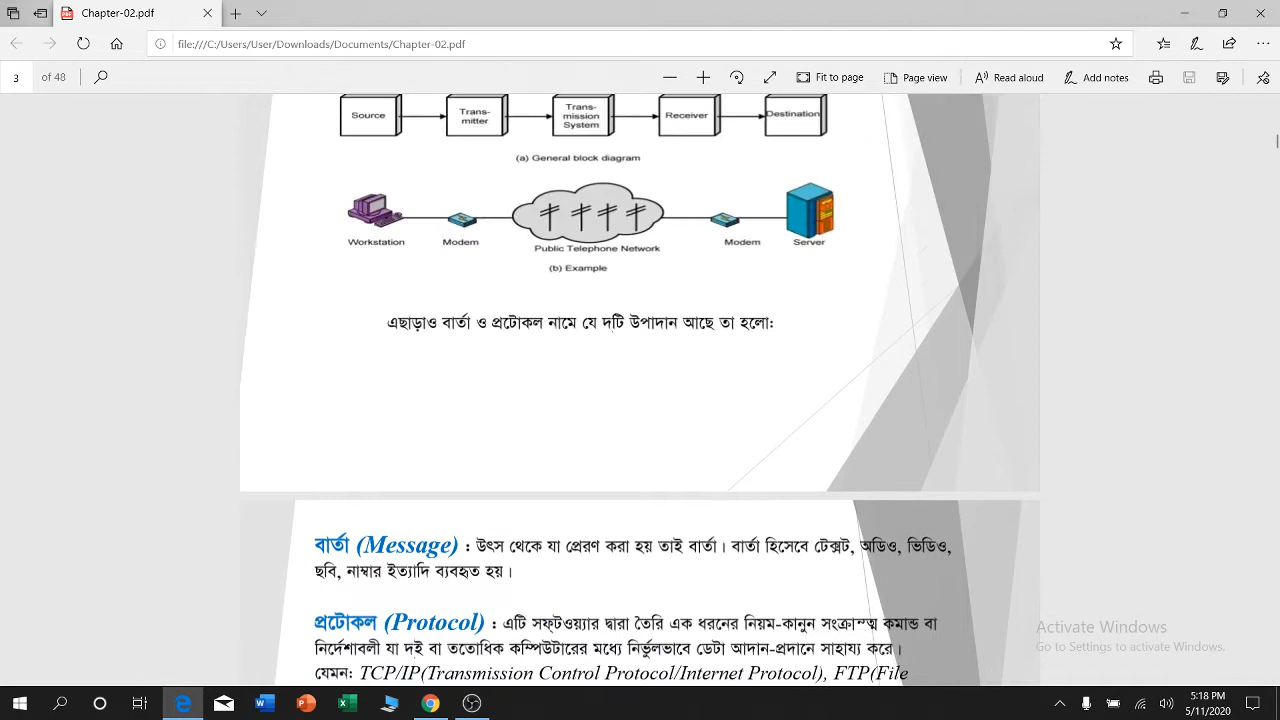 Chapter-02.pdf
file:///C:/Users/User/Downloads/Documents/Chapter-02.pdf
3 of 48 Fit to page Page view Read aloud Add notes
Source Trans-mitter Trans-mission System Receiver Destination
(a) General block diagram
Workstation Modem Public Telephone Network Modem Server
(b) Example
এছাড়াও বার্তা ও প্রটোকল নামে যে দটি উপাদান আছে তা হলো:
বার্তা (Message) : উৎস থেকে যা প্রেরণ করা হয় তাই বার্তা। বার্তা হিসেবে টেক্সট, অডিও, ভিডিও,
ছবি, নাম্বার ইত্যাদি ব্যবহৃত হয়।
প্রটোকল (Protocol) : এটি সফ্টওয়্যার দ্বারা তৈরি এক ধরনের নিয়ম-কানুন সংক্রান্ত্ম কমান্ড বা
নির্দেশাবলী যা দ্ই বা ততোধিক কম্পিউটারের মধ্যে নির্ভুলভাবে ডেটা আদান-প্রদানে সাহায্য করে।
যেমন: TCP/IP(Transmission Control Protocol/Internet Protocol), FTP(File
Activate Windows
Go to Settings to activate Windows.
5:18 PM
5/11/2020